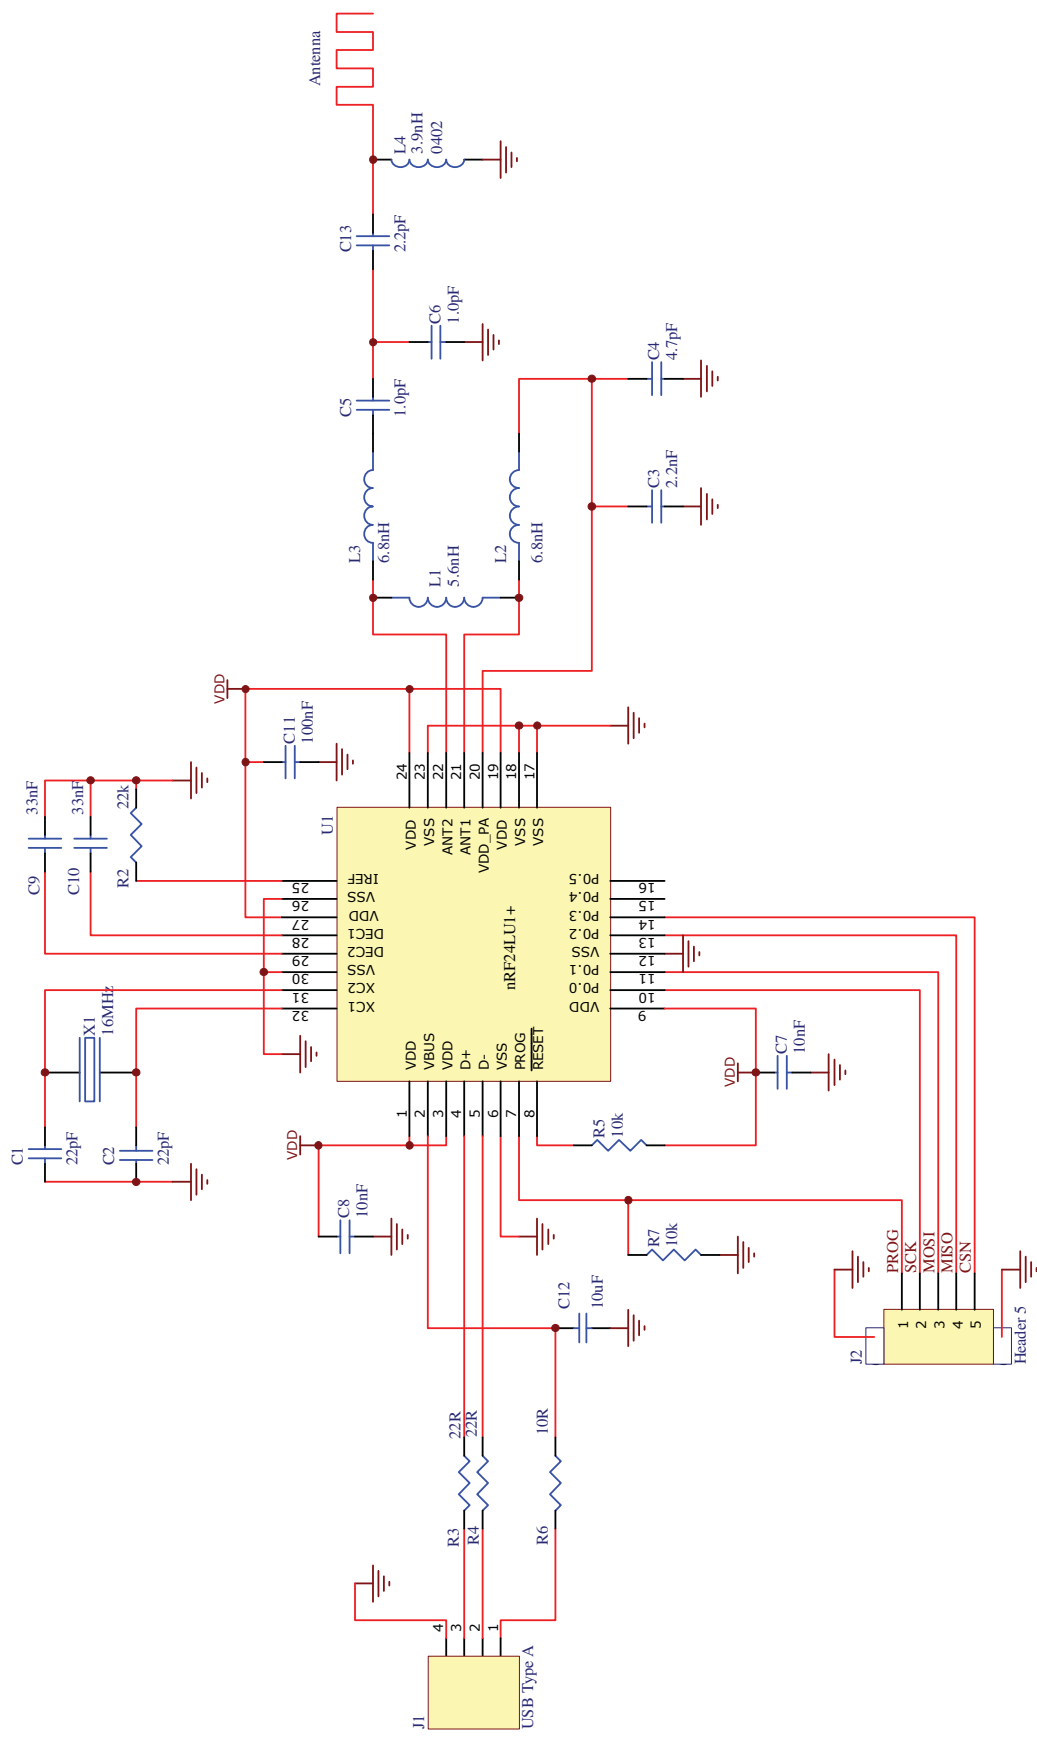 J1
USB Type A
4
3
2
1
R3
22R
R4
22R
R6
10R
C12
10uF
C8
10nF
VDD
C1
22pF
C2
22pF
X1
16MHz
C9
33nF
C10
33nF
R2
22k
VDD
C11
100nF
U1
nRF24LU1+
1
VDD
2
VBUS
3
VDD
4
D+
5
D-
6
VSS
7
PROG
8
RESET
9
VDD
10
P0.0
11
P0.1
12
VSS
13
P0.2
14
P0.3
15
P0.4
16
P0.5
17
VSS
18
VSS
19
VDD
20
VDD_PA
21
ANT1
22
ANT2
23
VSS
24
VDD
25
IREF
26
VSS
27
VDD
28
DEC1
29
DEC2
30
VSS
31
XC2
32
XC1
R5
10k
R7
10k
VDD
C7
10nF
J2
Header 5
1
2
3
4
5
PROG
SCK
MOSI
MISO
CSN
L1
5.6nH
L2
6.8nH
L3
6.8nH
C3
2.2nF
C4
4.7pF
C5
1.0pF
C6
1.0pF
C13
2.2pF
L4
3.9nH
0402
Antenna